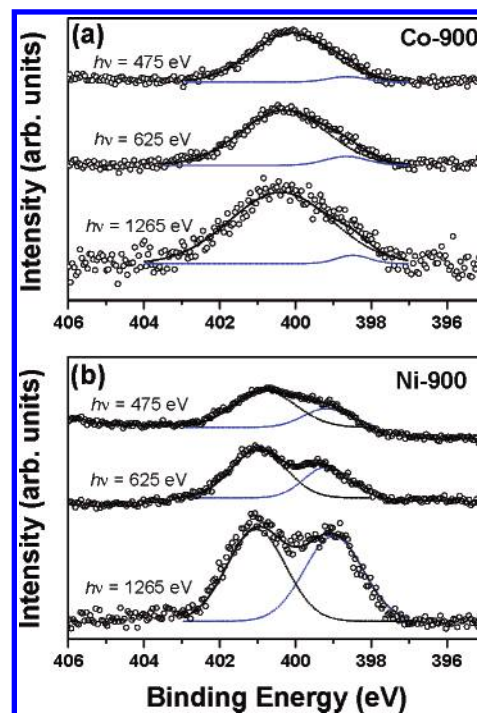 (a)
Co-900
hν = 475 eV
hν = 625 eV
hν = 1265 eV
Intensity (arb. units)
406 404 402 400 398 396
(b)
Ni-900
hν = 475 eV
hν = 625 eV
hν = 1265 eV
Intensity (arb. units)
406 404 402 400 398 396
Binding Energy (eV)